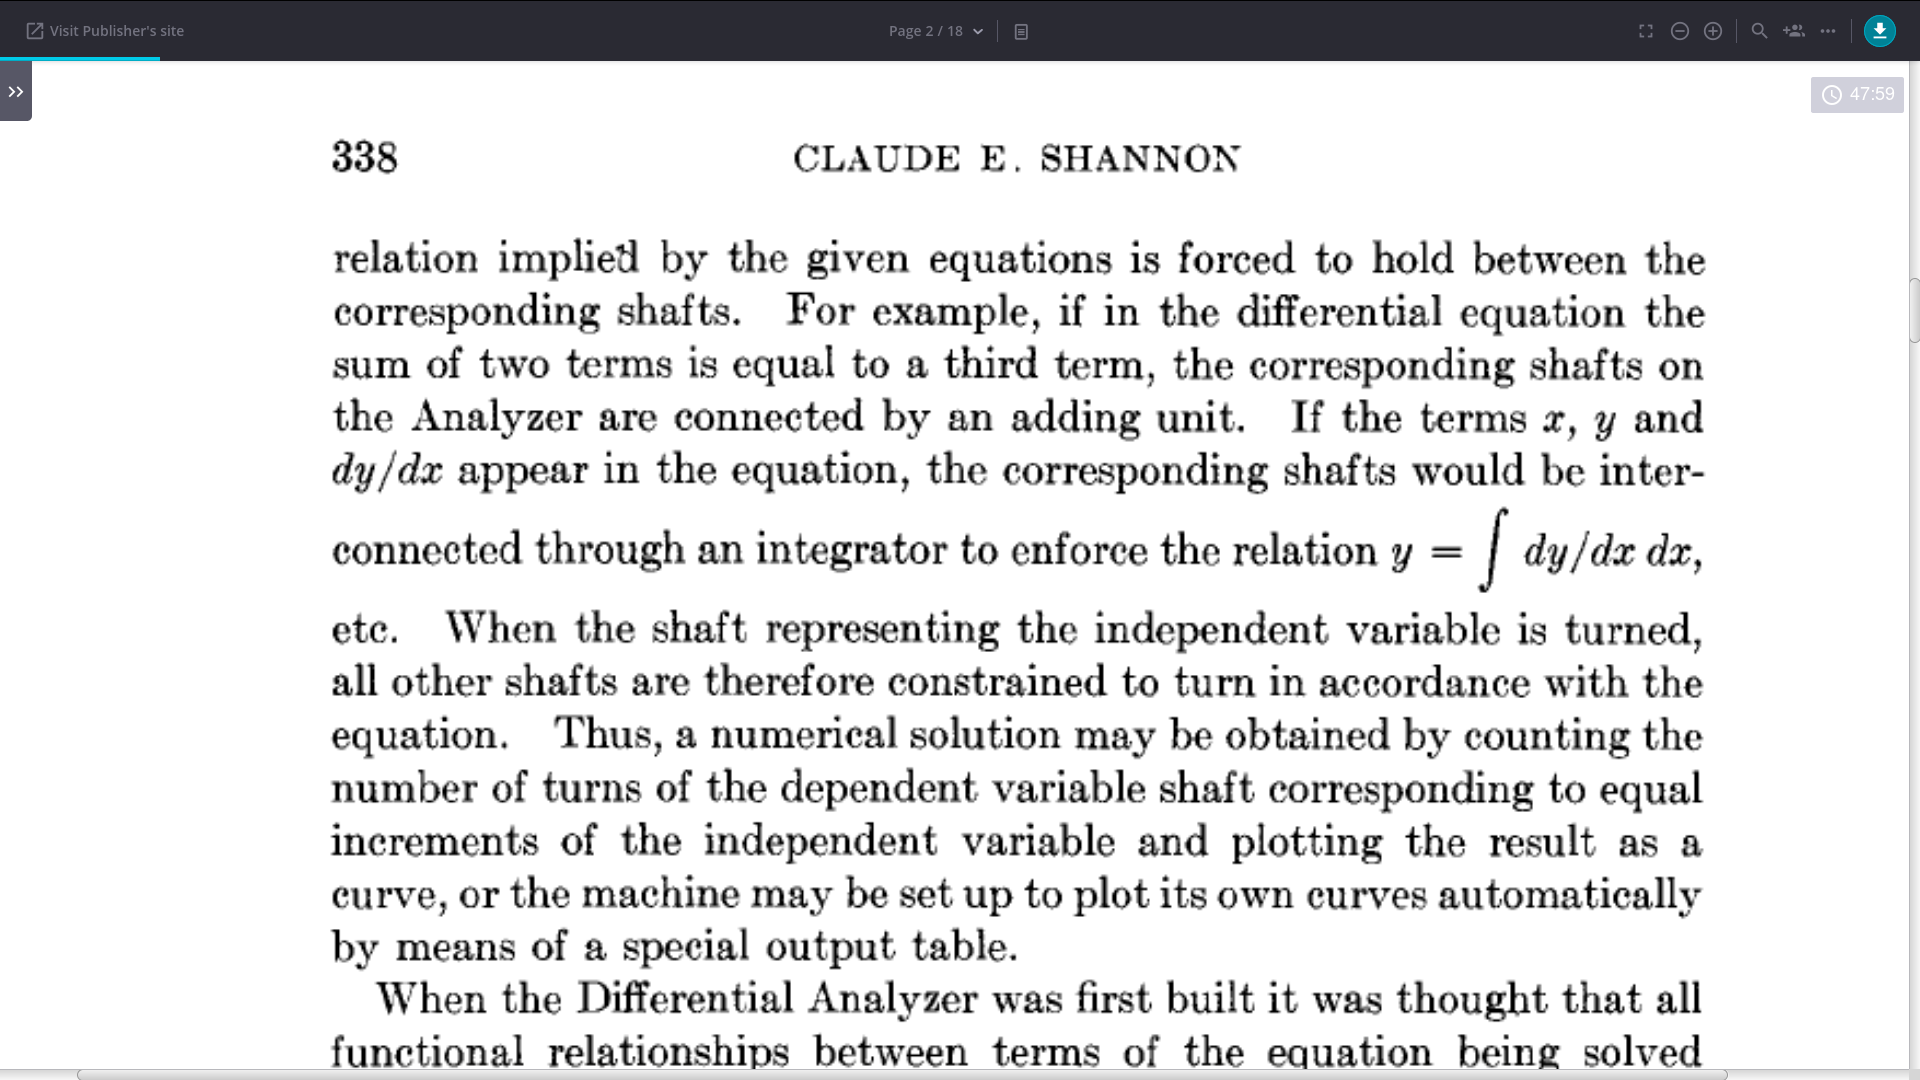 Visit Publisher's site
Page 2 / 18
47:59
338 CLAUDE E. SHANNON
relation implied by the given equations is forced to hold between the
corresponding shafts. For example, if in the differential equation the
sum of two terms is equal to a third term, the corresponding shafts on
the Analyzer are connected by an adding unit. If the terms x, y and
dy/dx appear in the equation, the corresponding shafts would be inter-
connected through an integrator to enforce the relation y = ∫ dy/dx dx,
etc. When the shaft representing the independent variable is turned,
all other shafts are therefore constrained to turn in accordance with the
equation. Thus, a numerical solution may be obtained by counting the
number of turns of the dependent variable shaft corresponding to equal
increments of the independent variable and plotting the result as a
curve, or the machine may be set up to plot its own curves automatically
by means of a special output table.
When the Differential Analyzer was first built it was thought that all
functional relationships between terms of the equation being solved